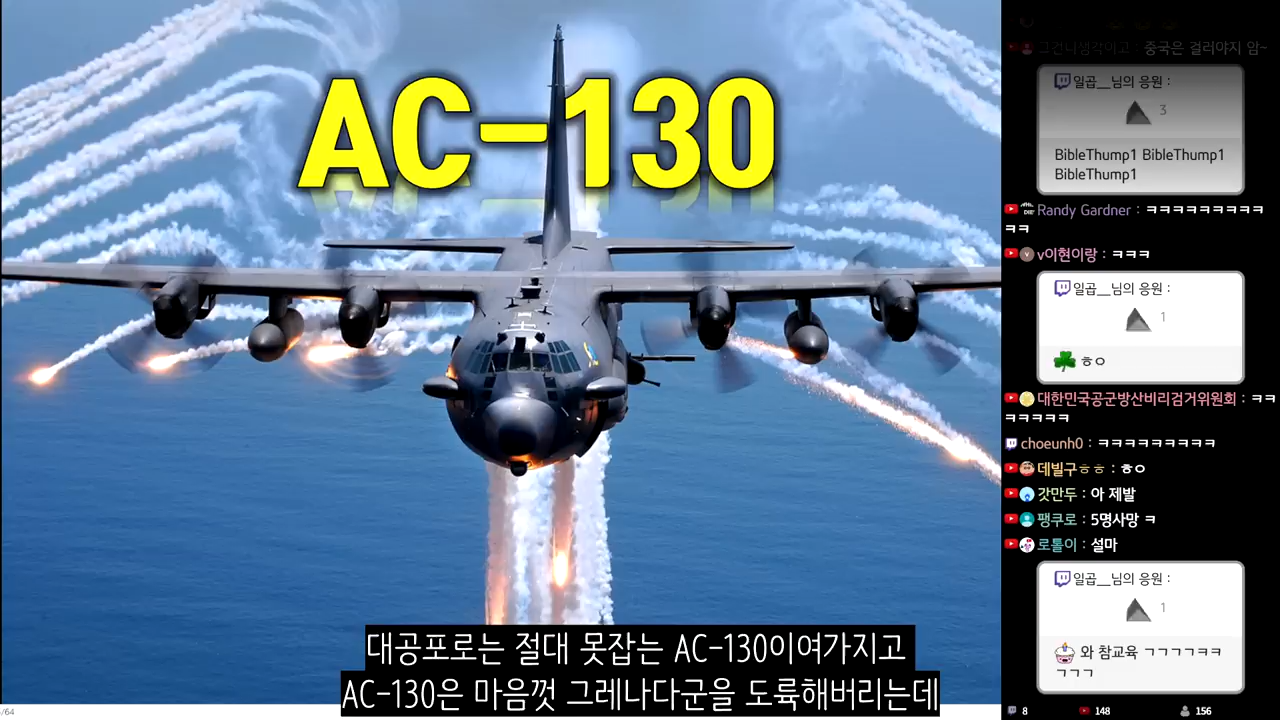 AC-130
대공포로는 절대 못잡는 AC-130이여가지고
AC-130은 마음껏 그레나다군을 도륙해버리는데
/64
그건니생각이고 : 중국은 걸러야지 암~
일곱__님의 응원 :
3
BibleThump1 BibleThump1
BibleThump1
Randy Gardner : ㅋㅋㅋㅋㅋㅋㅋㅋㅋ
ㅋㅋ
v이현이랑 : ㅋㅋㅋ
일곱__님의 응원 :
1
ㅎㅇ
대한민국공군방산비리검거위원회 : ㅋㅋ
ㅋㅋㅋㅋㅋ
choeunh0 : ㅋㅋㅋㅋㅋㅋㅋㅋㅋ
데빌구ㅎㅎ : ㅎㅇ
갓만두 : 아 제발
팽쿠로 : 5명사망 ㅋ
로톨이 : 설마
일곱__님의 응원 :
1
와 참교육 ㄱㄱㄱㄱㅋㅋ
ㄱㄱㄱ
8 148 156